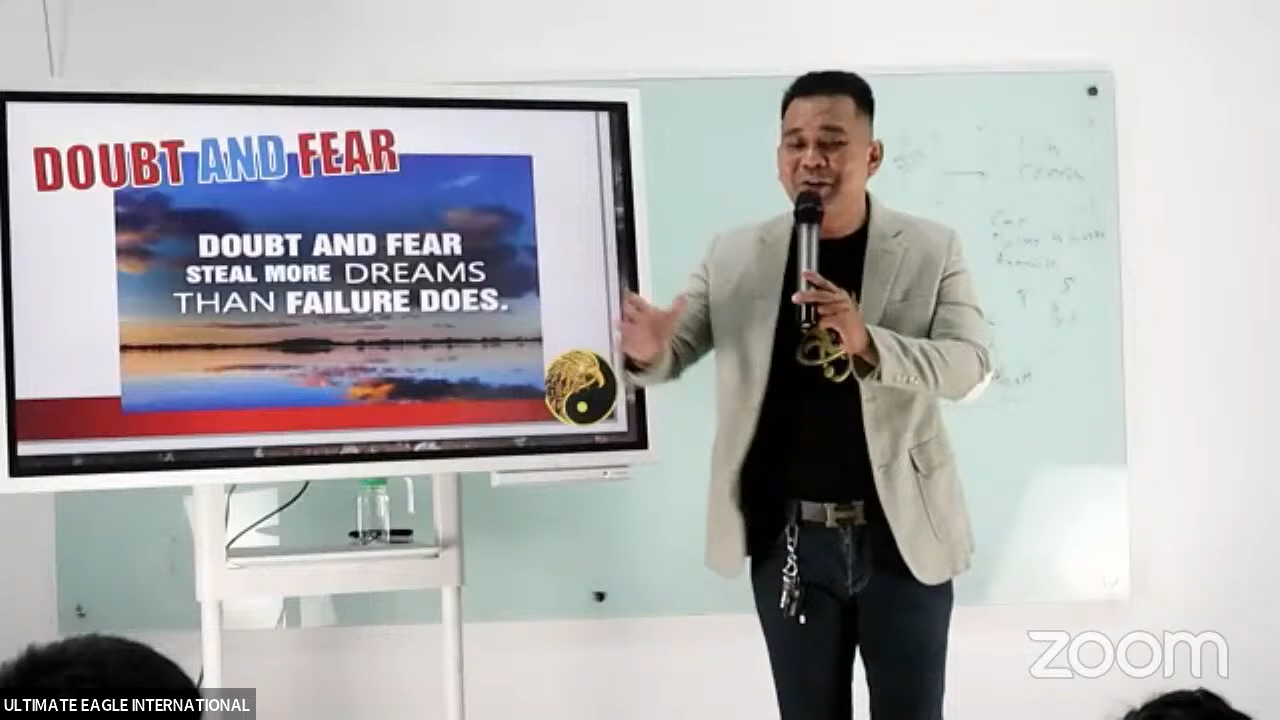 DOUBT AND FEAR
DOUBT AND FEAR
STEAL MORE DREAMS
THAN FAILURE DOES.
ULTIMATE EAGLE INTERNATIONAL
zoom